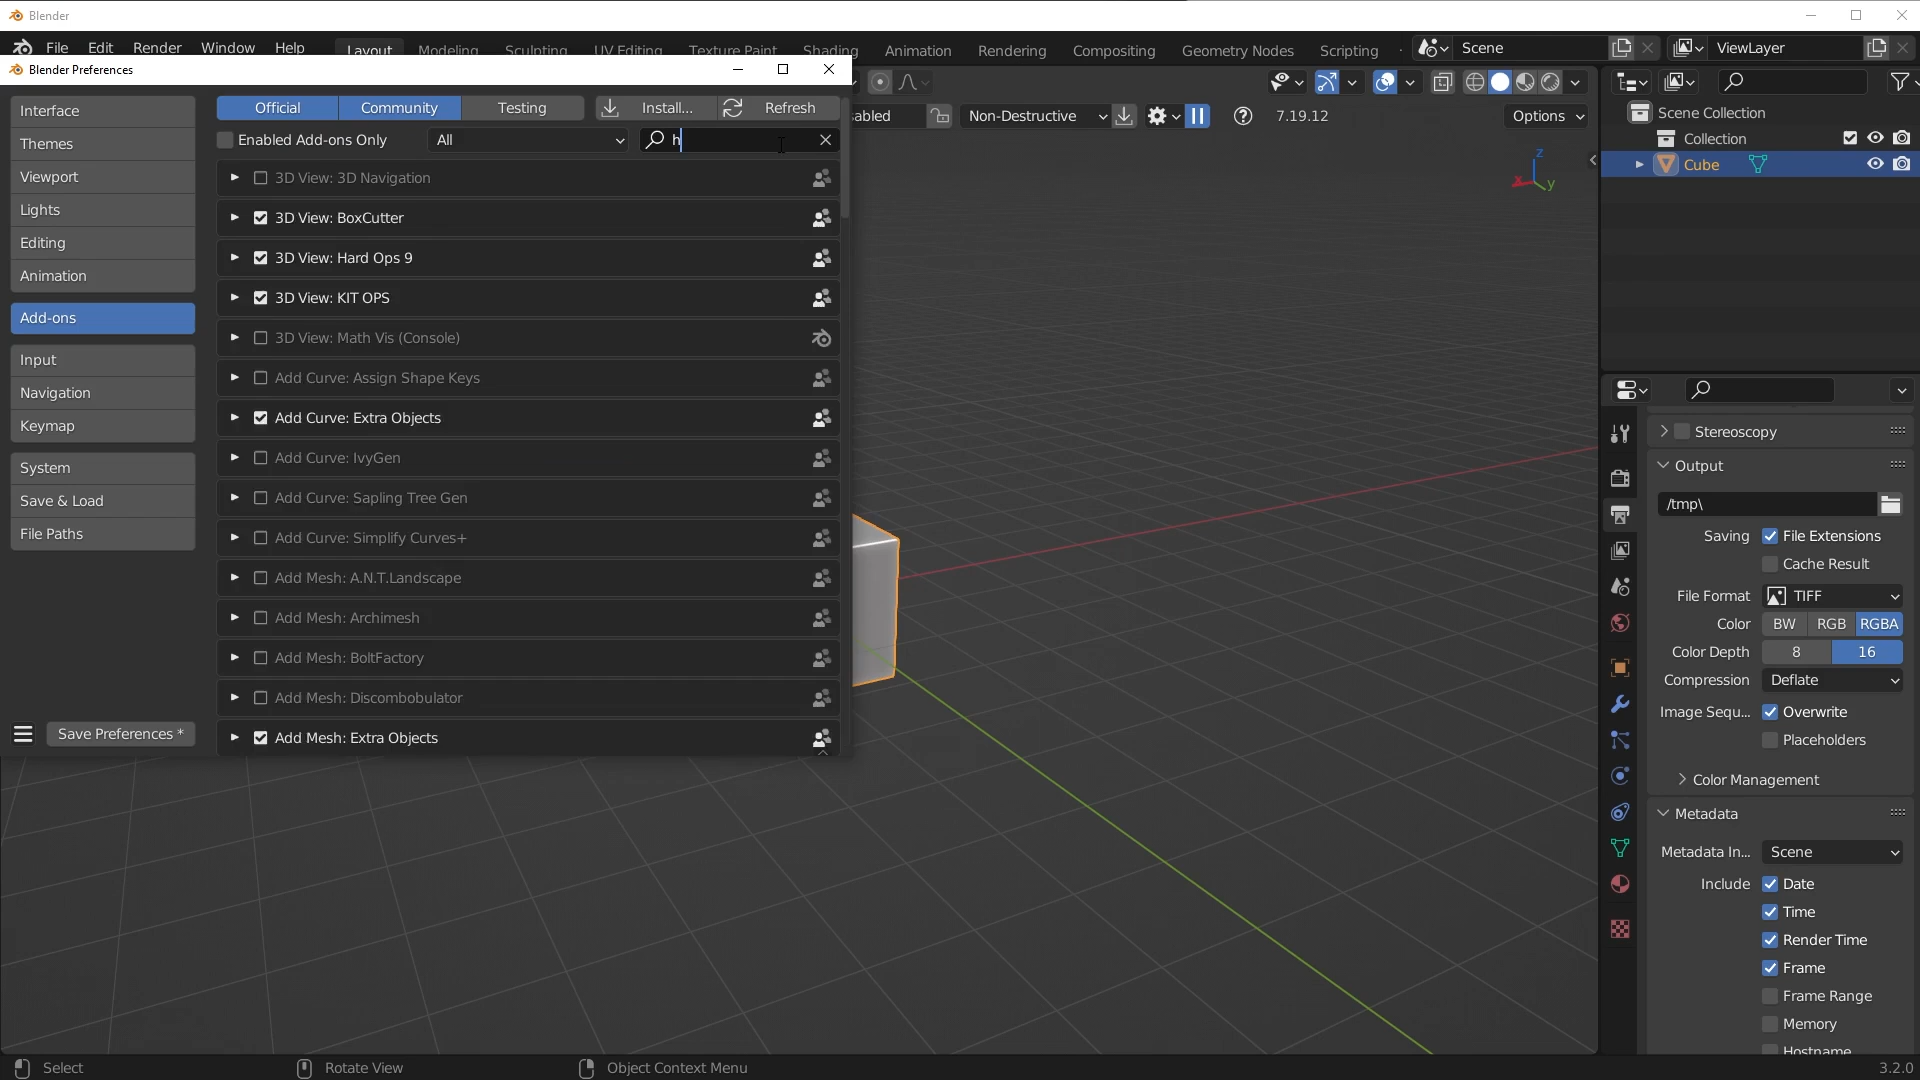 Blender
File Edit Render Window Help Layout Modeling Sculpting UV Editing Texture Paint Shading Animation Rendering Compositing Geometry Nodes Scripting Scene ViewLayer
Blender Preferences
Interface
Themes
Viewport
Lights
Editing
Animation
Add-ons
Input
Navigation
Keymap
System
Save & Load
File Paths
Save Preferences *
Official Community Testing Install... Refresh
Enabled Add-ons Only All h
3D View: 3D Navigation
3D View: BoxCutter
3D View: Hard Ops 9
3D View: KIT OPS
3D View: Math Vis (Console)
Add Curve: Assign Shape Keys
Add Curve: Extra Objects
Add Curve: IvyGen
Add Curve: Sapling Tree Gen
Add Curve: Simplify Curves+
Add Mesh: A.N.T.Landscape
Add Mesh: Archimesh
Add Mesh: BoltFactory
Add Mesh: Discombobulator
Add Mesh: Extra Objects
abled Non-Destructive 7.19.12 Options
z
x
y
Scene Collection
Collection
Cube
Stereoscopy
Output
/tmp\
Saving File Extensions
Cache Result
File Format TIFF
Color BW RGB RGBA
Color Depth 8 16
Compression Deflate
Image Sequ... Overwrite
Placeholders
Color Management
Metadata
Metadata In... Scene
Include Date
Time
Render Time
Frame
Frame Range
Memory
Hostname
Select Rotate View Object Context Menu 3.2.0